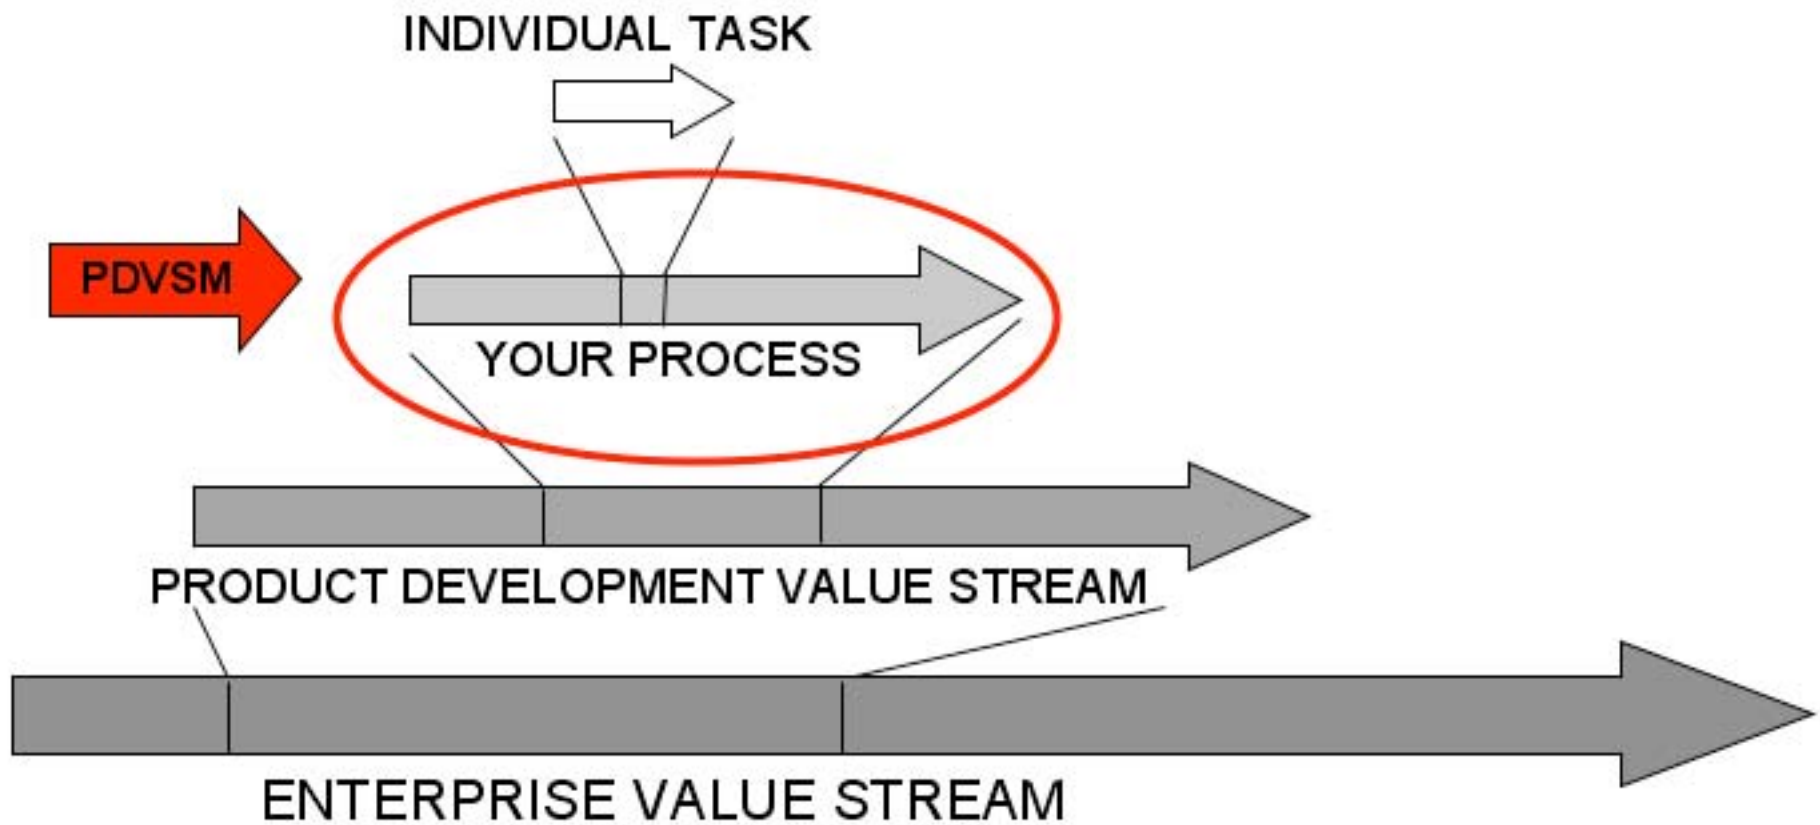 INDIVIDUAL TASK
PDVSM
YOUR PROCESS
PRODUCT DEVELOPMENT VALUE STREAM
ENTERPRISE VALUE STREAM